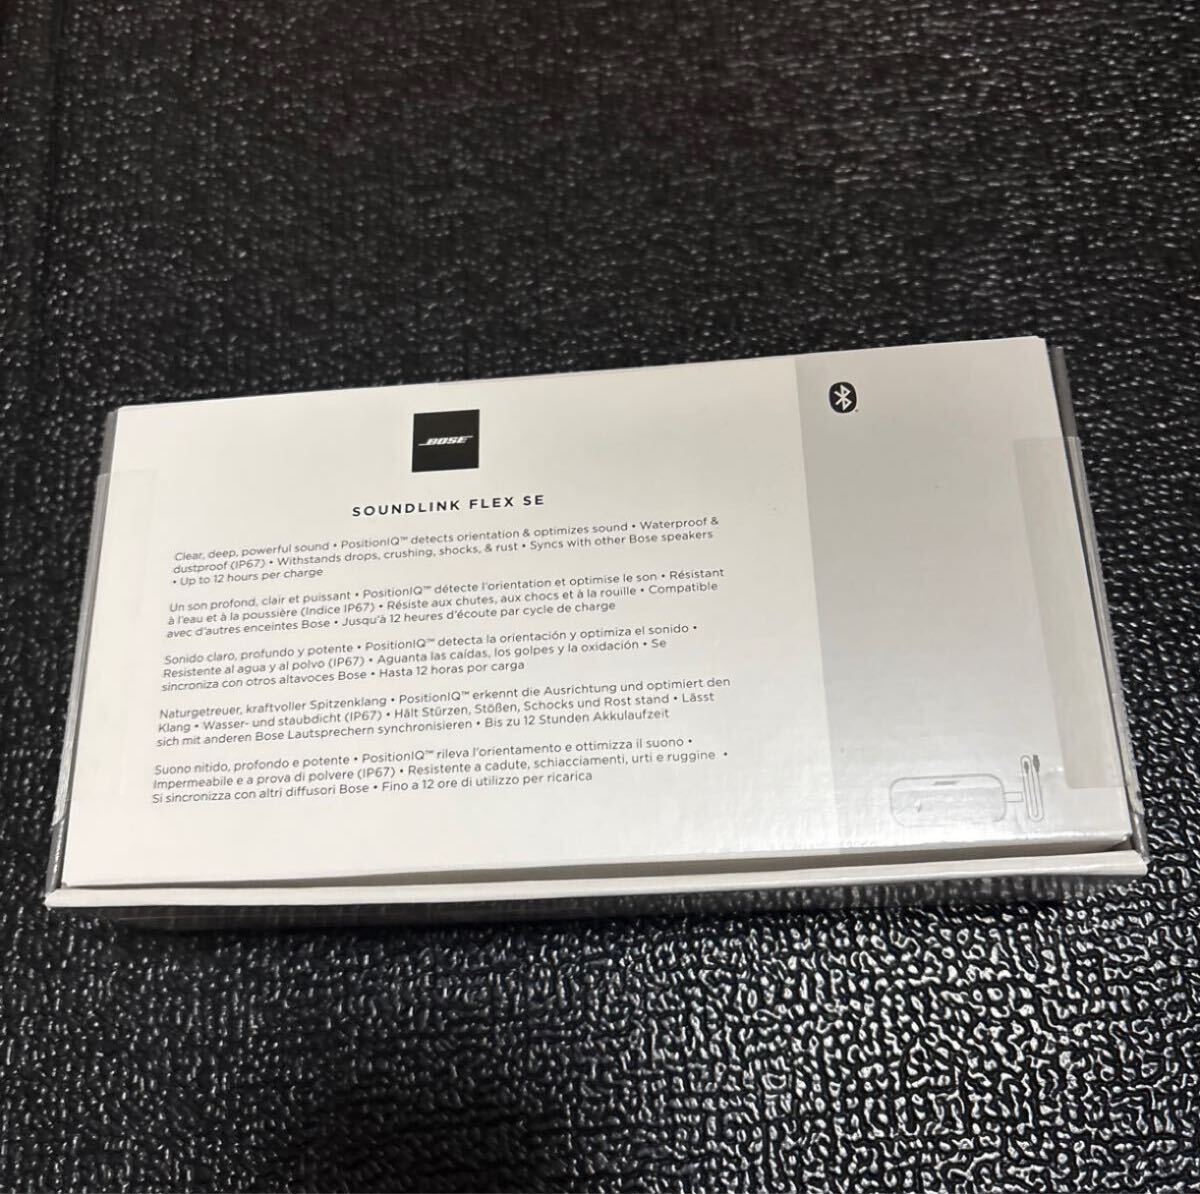 BOSE
SOUNDLINK FLEX SE
Clear, deep, powerful sound • PositionIQ™ detects orientation & optimizes sound • Waterproof &
dustproof (IP67) • Withstands drops, crushing, shocks, & rust • Syncs with other Bose speakers
• Up to 12 hours per charge
Un son profond, clair et puissant • PositionIQ™ détecte l'orientation et optimise le son • Résistant
à l'eau et à la poussière (Indice IP67) • Résiste aux chutes, aux chocs et à la rouille • Compatible
avec d'autres enceintes Bose • Jusqu'à 12 heures d'écoute par cycle de charge
Sonido claro, profundo y potente • PositionIQ™ detecta la orientación y optimiza el sonido •
Resistente al agua y al polvo (IP67) • Aguanta las caídas, los golpes y la oxidación • Se
sincroniza con otros altavoces Bose • Hasta 12 horas por carga
Naturgetreuer, kraftvoller Spitzenklang • PositionIQ™ erkennt die Ausrichtung und optimiert den
Klang • Wasser- und staubdicht (IP67) • Hält Stürzen, Stößen, Schocks und Rost stand • Lässt
sich mit anderen Bose Lautsprechern synchronisieren • Bis zu 12 Stunden Akkulaufzeit
Suono nitido, profondo e potente • PositionIQ™ rileva l'orientamento e ottimizza il suono •
Impermeabile e a prova di polvere (IP67) • Resistente a cadute, schiacciamenti, urti e ruggine •
Si sincronizza con altri diffusori Bose • Fino a 12 ore di utilizzo per ricarica